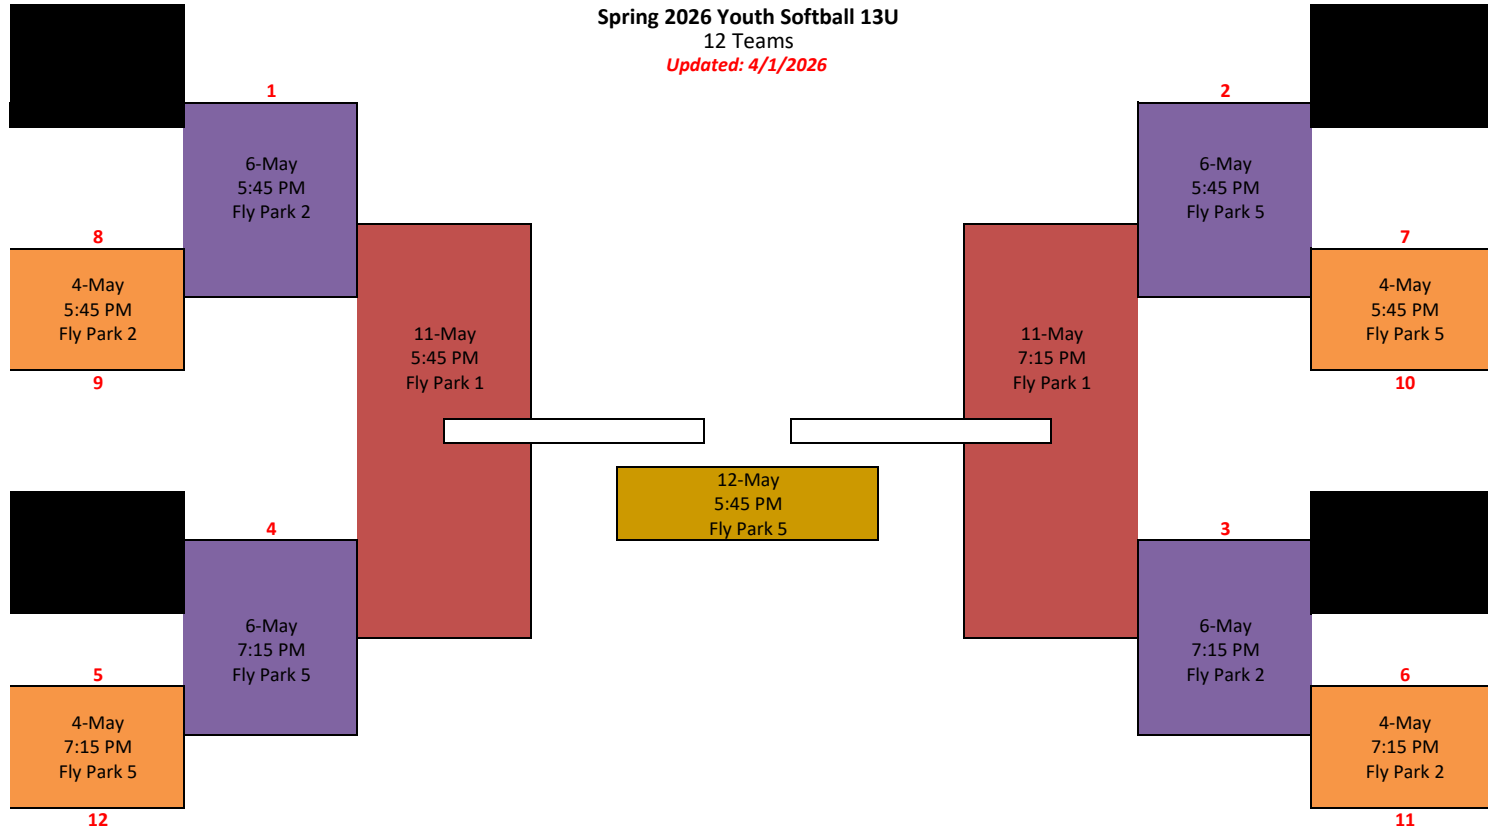 Spring 2026 Youth Softball 13U
12 Teams
Updated: 4/1/2026
1
2
6-May
5:45 PM
Fly Park 2
6-May
5:45 PM
Fly Park 5
8
7
4-May
5:45 PM
Fly Park 2
4-May
5:45 PM
Fly Park 5
9
10
11-May
5:45 PM
Fly Park 1
11-May
7:15 PM
Fly Park 1
12-May
5:45 PM
Fly Park 5
4
3
6-May
7:15 PM
Fly Park 5
6-May
7:15 PM
Fly Park 2
5
6
4-May
7:15 PM
Fly Park 5
4-May
7:15 PM
Fly Park 2
12
11